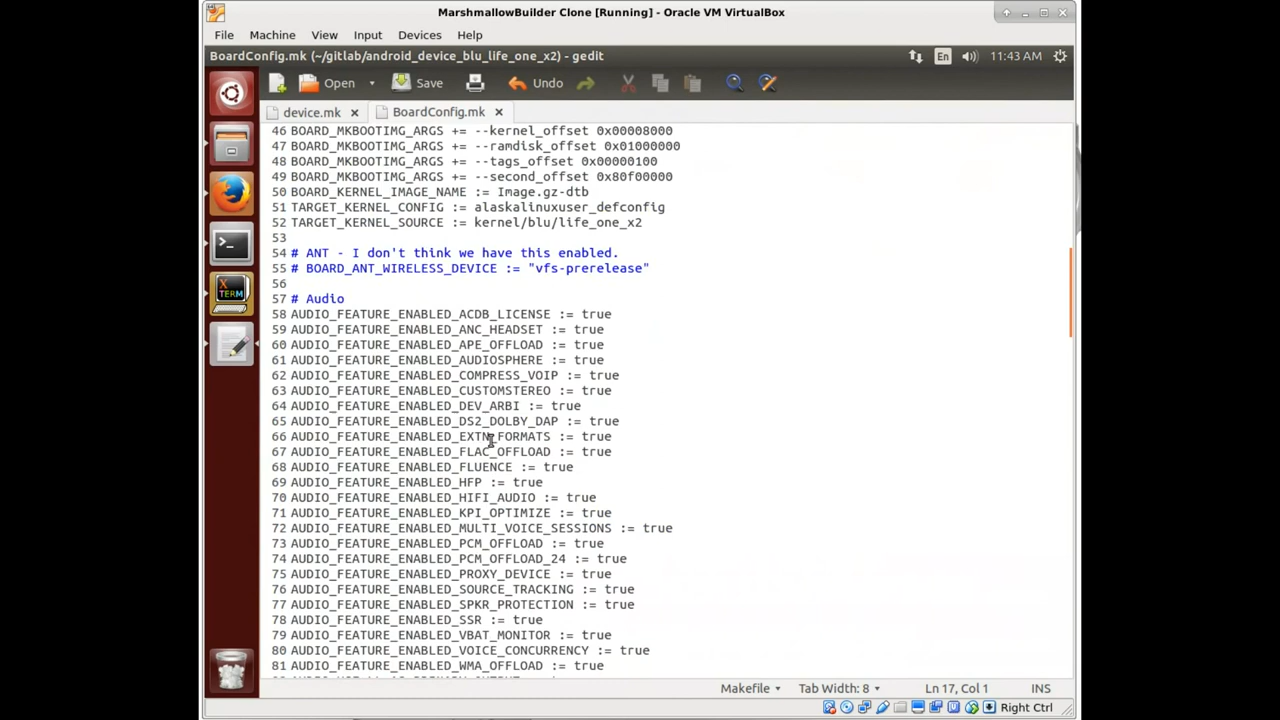 MarshmallowBuilder Clone [Running] - Oracle VM VirtualBox
File Machine View Input Devices Help
BoardConfig.mk (~/gitlab/android_device_blu_life_one_x2) - gedit
En
11:43 AM
Open
Save
Undo
device.mk
BoardConfig.mk
46 BOARD_MKBOOTIMG_ARGS += --kernel_offset 0x00008000
47 BOARD_MKBOOTIMG_ARGS += --ramdisk_offset 0x01000000
48 BOARD_MKBOOTIMG_ARGS += --tags_offset 0x00000100
49 BOARD_MKBOOTIMG_ARGS += --second_offset 0x80f00000
50 BOARD_KERNEL_IMAGE_NAME := Image.gz-dtb
51 TARGET_KERNEL_CONFIG := alaskalinuxuser_defconfig
52 TARGET_KERNEL_SOURCE := kernel/blu/life_one_x2
53
54 # ANT - I don't think we have this enabled.
55 # BOARD_ANT_WIRELESS_DEVICE := "vfs-prerelease"
56
57 # Audio
58 AUDIO_FEATURE_ENABLED_ACDB_LICENSE := true
59 AUDIO_FEATURE_ENABLED_ANC_HEADSET := true
60 AUDIO_FEATURE_ENABLED_APE_OFFLOAD := true
61 AUDIO_FEATURE_ENABLED_AUDIOSPHERE := true
62 AUDIO_FEATURE_ENABLED_COMPRESS_VOIP := true
63 AUDIO_FEATURE_ENABLED_CUSTOMSTEREO := true
64 AUDIO_FEATURE_ENABLED_DEV_ARBI := true
65 AUDIO_FEATURE_ENABLED_DS2_DOLBY_DAP := true
66 AUDIO_FEATURE_ENABLED_EXTN_FORMATS := true
67 AUDIO_FEATURE_ENABLED_FLAC_OFFLOAD := true
68 AUDIO_FEATURE_ENABLED_FLUENCE := true
69 AUDIO_FEATURE_ENABLED_HFP := true
70 AUDIO_FEATURE_ENABLED_HIFI_AUDIO := true
71 AUDIO_FEATURE_ENABLED_KPI_OPTIMIZE := true
72 AUDIO_FEATURE_ENABLED_MULTI_VOICE_SESSIONS := true
73 AUDIO_FEATURE_ENABLED_PCM_OFFLOAD := true
74 AUDIO_FEATURE_ENABLED_PCM_OFFLOAD_24 := true
75 AUDIO_FEATURE_ENABLED_PROXY_DEVICE := true
76 AUDIO_FEATURE_ENABLED_SOURCE_TRACKING := true
77 AUDIO_FEATURE_ENABLED_SPKR_PROTECTION := true
78 AUDIO_FEATURE_ENABLED_SSR := true
79 AUDIO_FEATURE_ENABLED_VBAT_MONITOR := true
80 AUDIO_FEATURE_ENABLED_VOICE_CONCURRENCY := true
81 AUDIO_FEATURE_ENABLED_WMA_OFFLOAD := true
XTERM
Makefile
Tab Width: 8
Ln 17, Col 1
INS
Right Ctrl